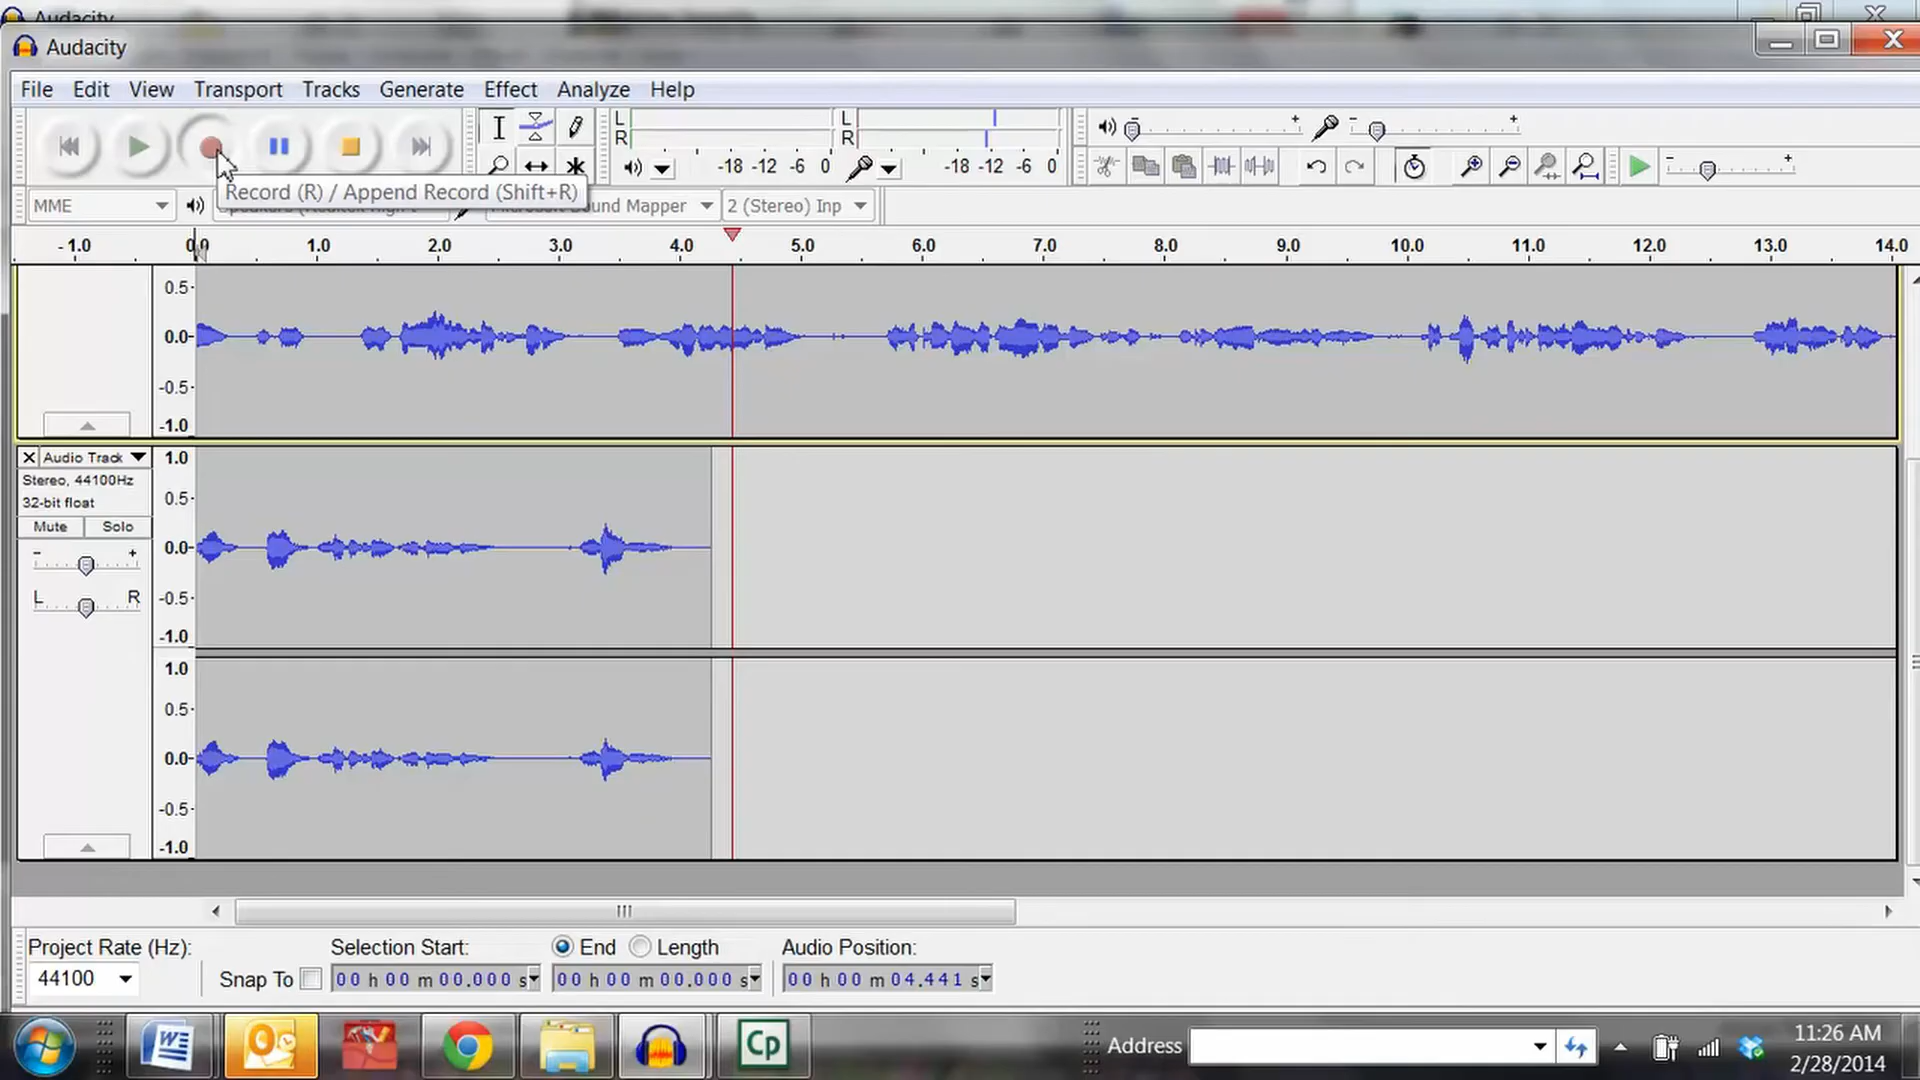 Audacity
Audacity
File Edit View Transport Tracks Generate Effect Analyze Help
L L
R R
-18 -12 -6 0 -18 -12 -6 0
Record (R) / Append Record (Shift+R)
MME Sound Mapper 2 (Stereo) Inp
- 1.0 0.0 1.0 2.0 3.0 4.0 5.0 6.0 7.0 8.0 9.0 10.0 11.0 12.0 13.0 14.0
0.5-
0.0-
-0.5-
-1.0
X Audio Track 1.0
Stereo, 44100Hz
32-bit float
0.5-
Mute Solo
- +
0.0-
L R
-0.5-
-1.0
1.0
0.5-
0.0-
-0.5-
-1.0
Project Rate (Hz): Selection Start: End Length Audio Position:
44100 Snap To 00 h 00 m 00.000 s 00 h 00 m 00.000 s 00 h 00 m 04.441 s
Address
11:26 AM
2/28/2014
W
O
Cp